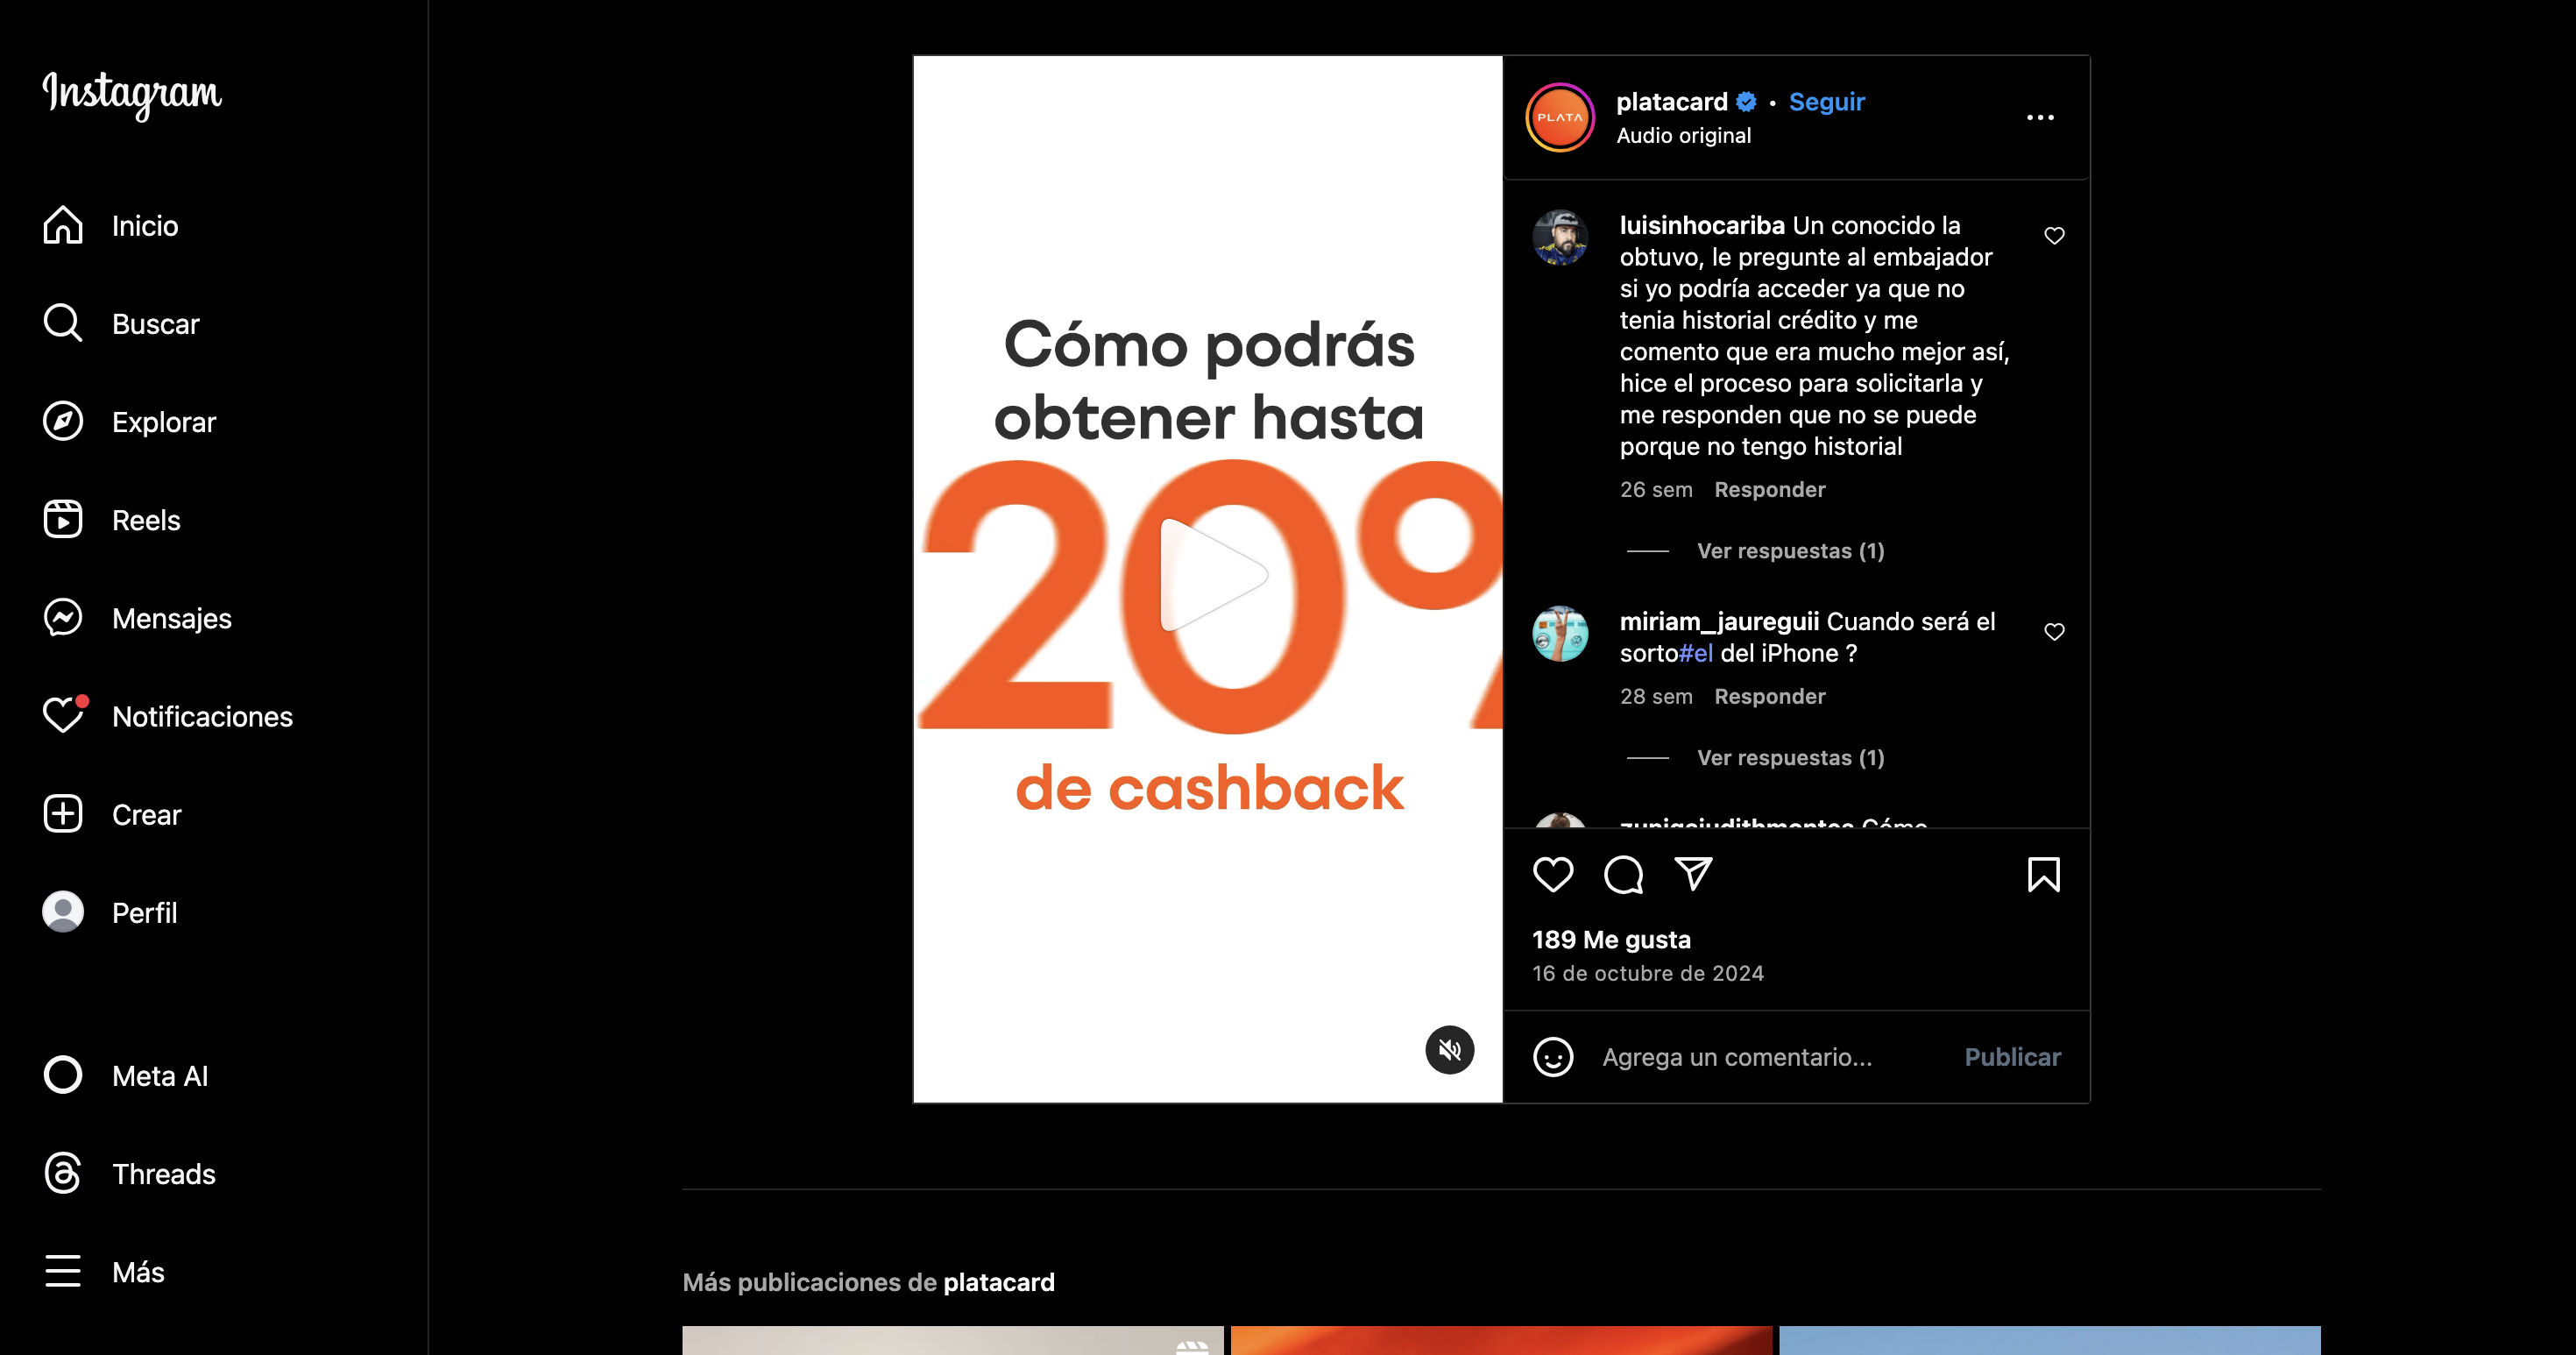 Instagram
Inicio
Buscar
Explorar
Reels
Mensajes
Notificaciones
Crear
Perfil
Meta AI
Threads
Más
Cómo podrás
obtener hasta
20%
de cashback
PLATA
platacard • Seguir
Audio original
luisinhocariba Un conocido la
obtuvo, le pregunte al embajador
si yo podría acceder ya que no
tenia historial crédito y me
comento que era mucho mejor así,
hice el proceso para solicitarla y
me responden que no se puede
porque no tengo historial
26 sem Responder
Ver respuestas (1)
miriam_jaureguii Cuando será el
sorto#el del iPhone ?
28 sem Responder
Ver respuestas (1)
Cómo
189 Me gusta
16 de octubre de 2024
Agrega un comentario... Publicar
Más publicaciones de platacard